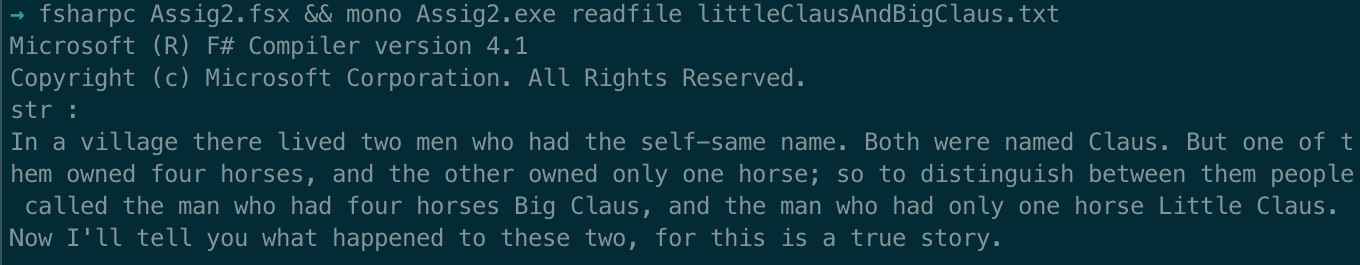 → fsharpc Assig2.fsx && mono Assig2.exe readfile littleClausAndBigClaus.txt
Microsoft (R) F# Compiler version 4.1
Copyright (c) Microsoft Corporation. All Rights Reserved.
str :
In a village there lived two men who had the self-same name. Both were named Claus. But one of t
hem owned four horses, and the other owned only one horse; so to distinguish between them people
 called the man who had four horses Big Claus, and the man who had only one horse Little Claus.
Now I'll tell you what happened to these two, for this is a true story.